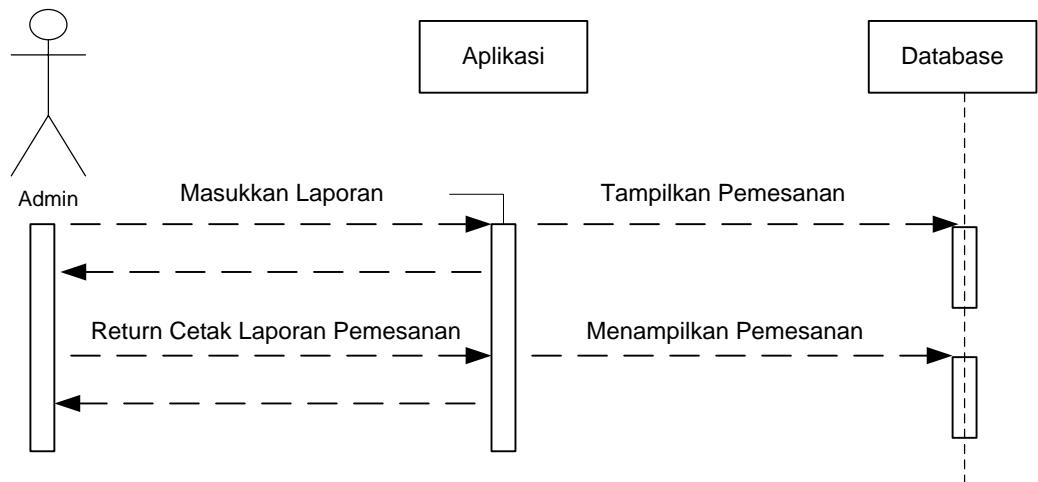 Aplikasi
Database
Admin
Masukkan Laporan
Tampilkan Pemesanan
Return Cetak Laporan Pemesanan
Menampilkan Pemesanan